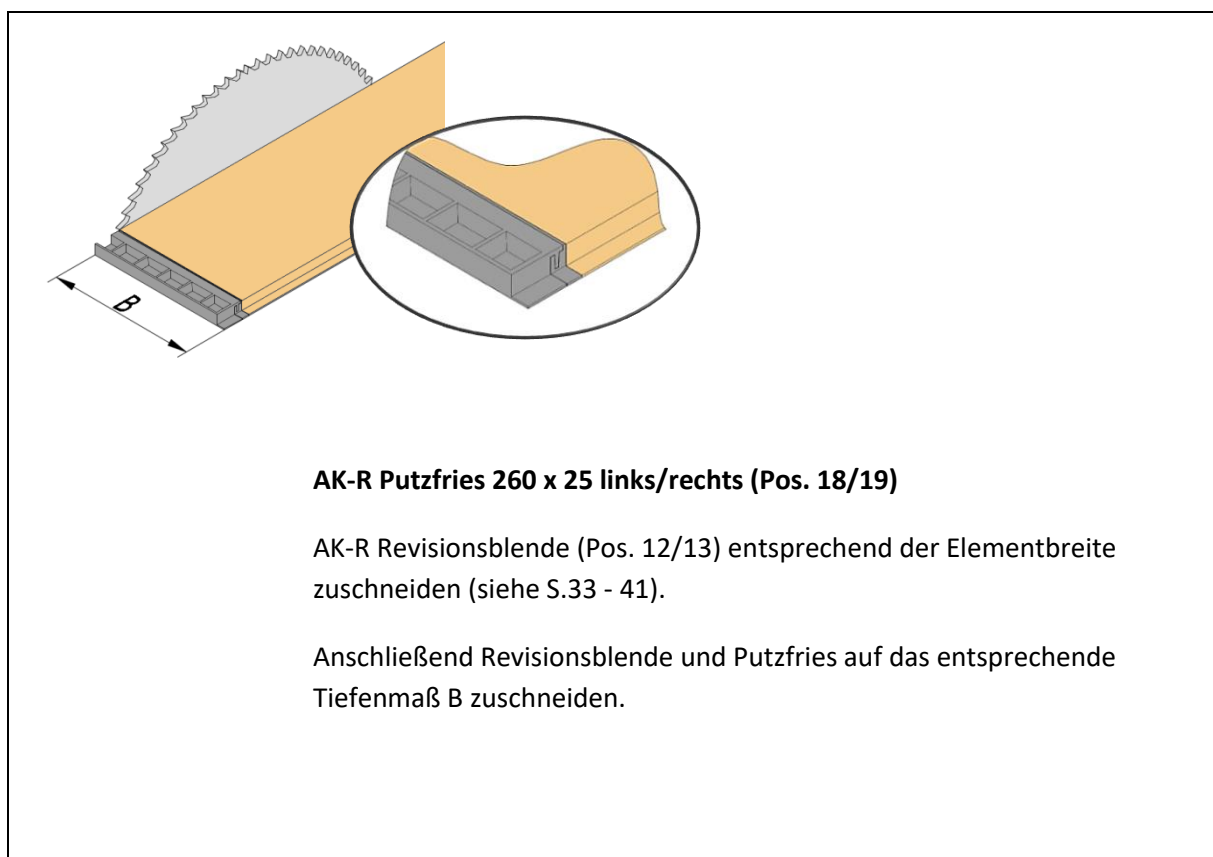 B
AK-R Putzfries 260 x 25 links/rechts (Pos. 18/19)
AK-R Revisionsblende (Pos. 12/13) entsprechend der Elementbreite
zuschneiden (siehe S.33 - 41).
Anschließend Revisionsblende und Putzfries auf das entsprechende
Tiefenmaß B zuschneiden.